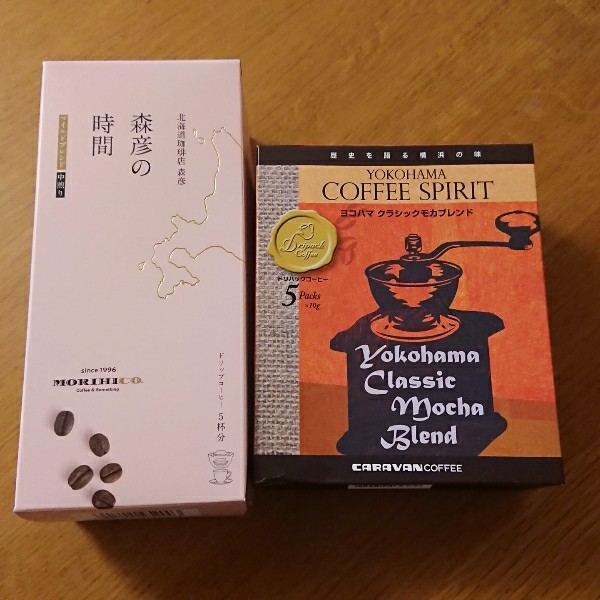 北海道珈琲店 森彦
森彦の
時間
マイルドブレンド 中煎り
since 1996
MORIHICO.
Coffee & Something
ドリップコーヒー 5杯分
歴史を語る横浜の味
YOKOHAMA
COFFEE SPIRIT
ヨコハマ クラシックモカブレンド
Dripack
Coffee
ドリパックコーヒー
5 Packs
×10g
Yokohama
Classic
Mocha
Blend
CARAVAN COFFEE